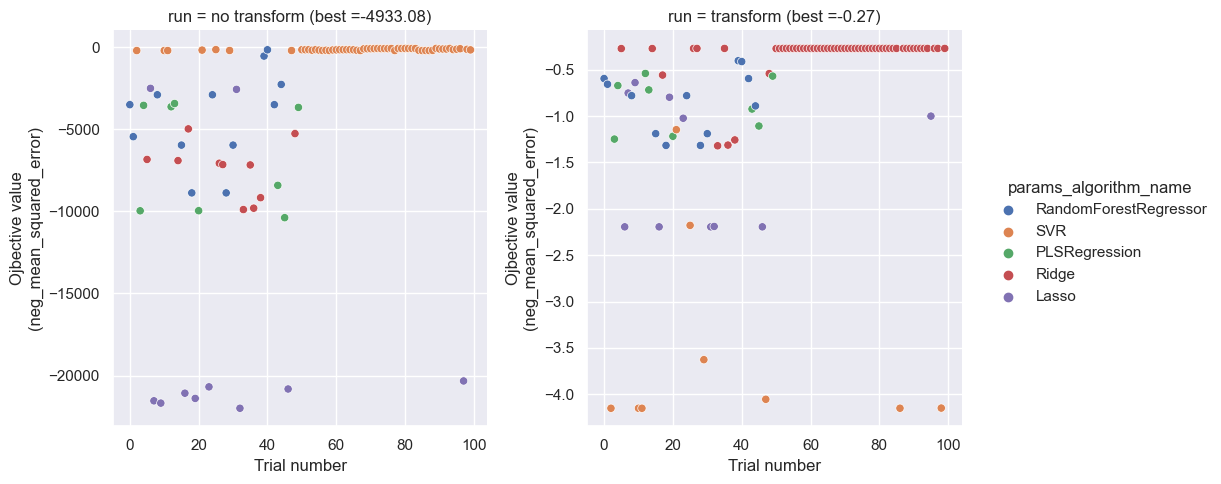 run = no transform (best =-4933.08)
Ojbective value
(neg_mean_squared_error)
0
−5000
−10000
−15000
−20000
0
20
40
60
80
100
Trial number
run = transform (best =-0.27)
Ojbective value
(neg_mean_squared_error)
−0.5
−1.0
−1.5
−2.0
−2.5
−3.0
−3.5
−4.0
0
20
40
60
80
100
Trial number
params_algorithm_name
RandomForestRegressor
SVR
PLSRegression
Ridge
Lasso